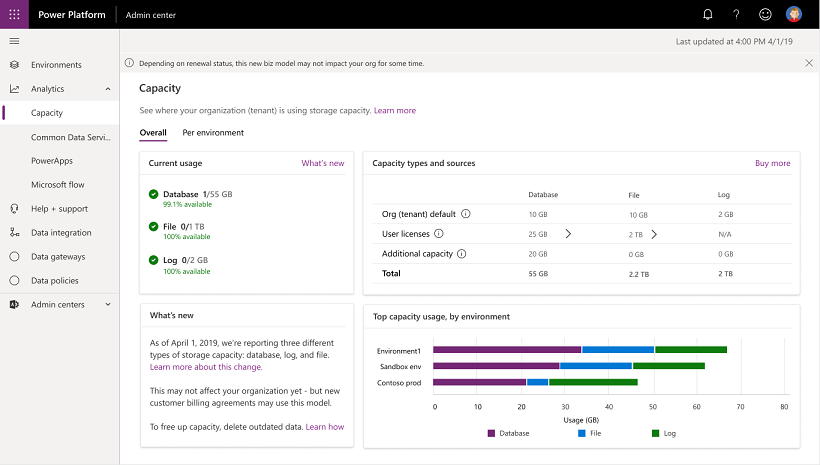 Power Platform Admin center
Last updated at 4:00 PM 4/1/19
Depending on renewal status, this new biz model may not impact your org for some time.
Environments
Analytics
Capacity
Common Data Servi...
PowerApps
Microsoft flow
Help + support
Data integration
Data gateways
Data policies
Admin centers
Capacity
See where your organization (tenant) is using storage capacity. Learn more
Overall Per environment
Current usage What's new
Database 1/55 GB
99.1% available
File 0/1 TB
100% available
Log 0/2 GB
100% available
Capacity types and sources Buy more
Database File Log
Org (tenant) default 10 GB 10 GB 2 GB
User licenses 25 GB 2 TB N/A
Additional capacity 20 GB 0 GB 0 GB
Total 55 GB 2.2 TB 2 TB
What's new
As of April 1, 2019, we're reporting three different
types of storage capacity: database, log, and file.
Learn more about this change.
This may not affect your organization yet - but new
customer billing agreements may use this model.
To free up capacity, delete outdated data. Learn how
Top capacity usage, by environment
Environment1
Sandbox env
Contoso prod
0 10 20 30 40 50 60 70 80
Usage (GB)
Database File Log